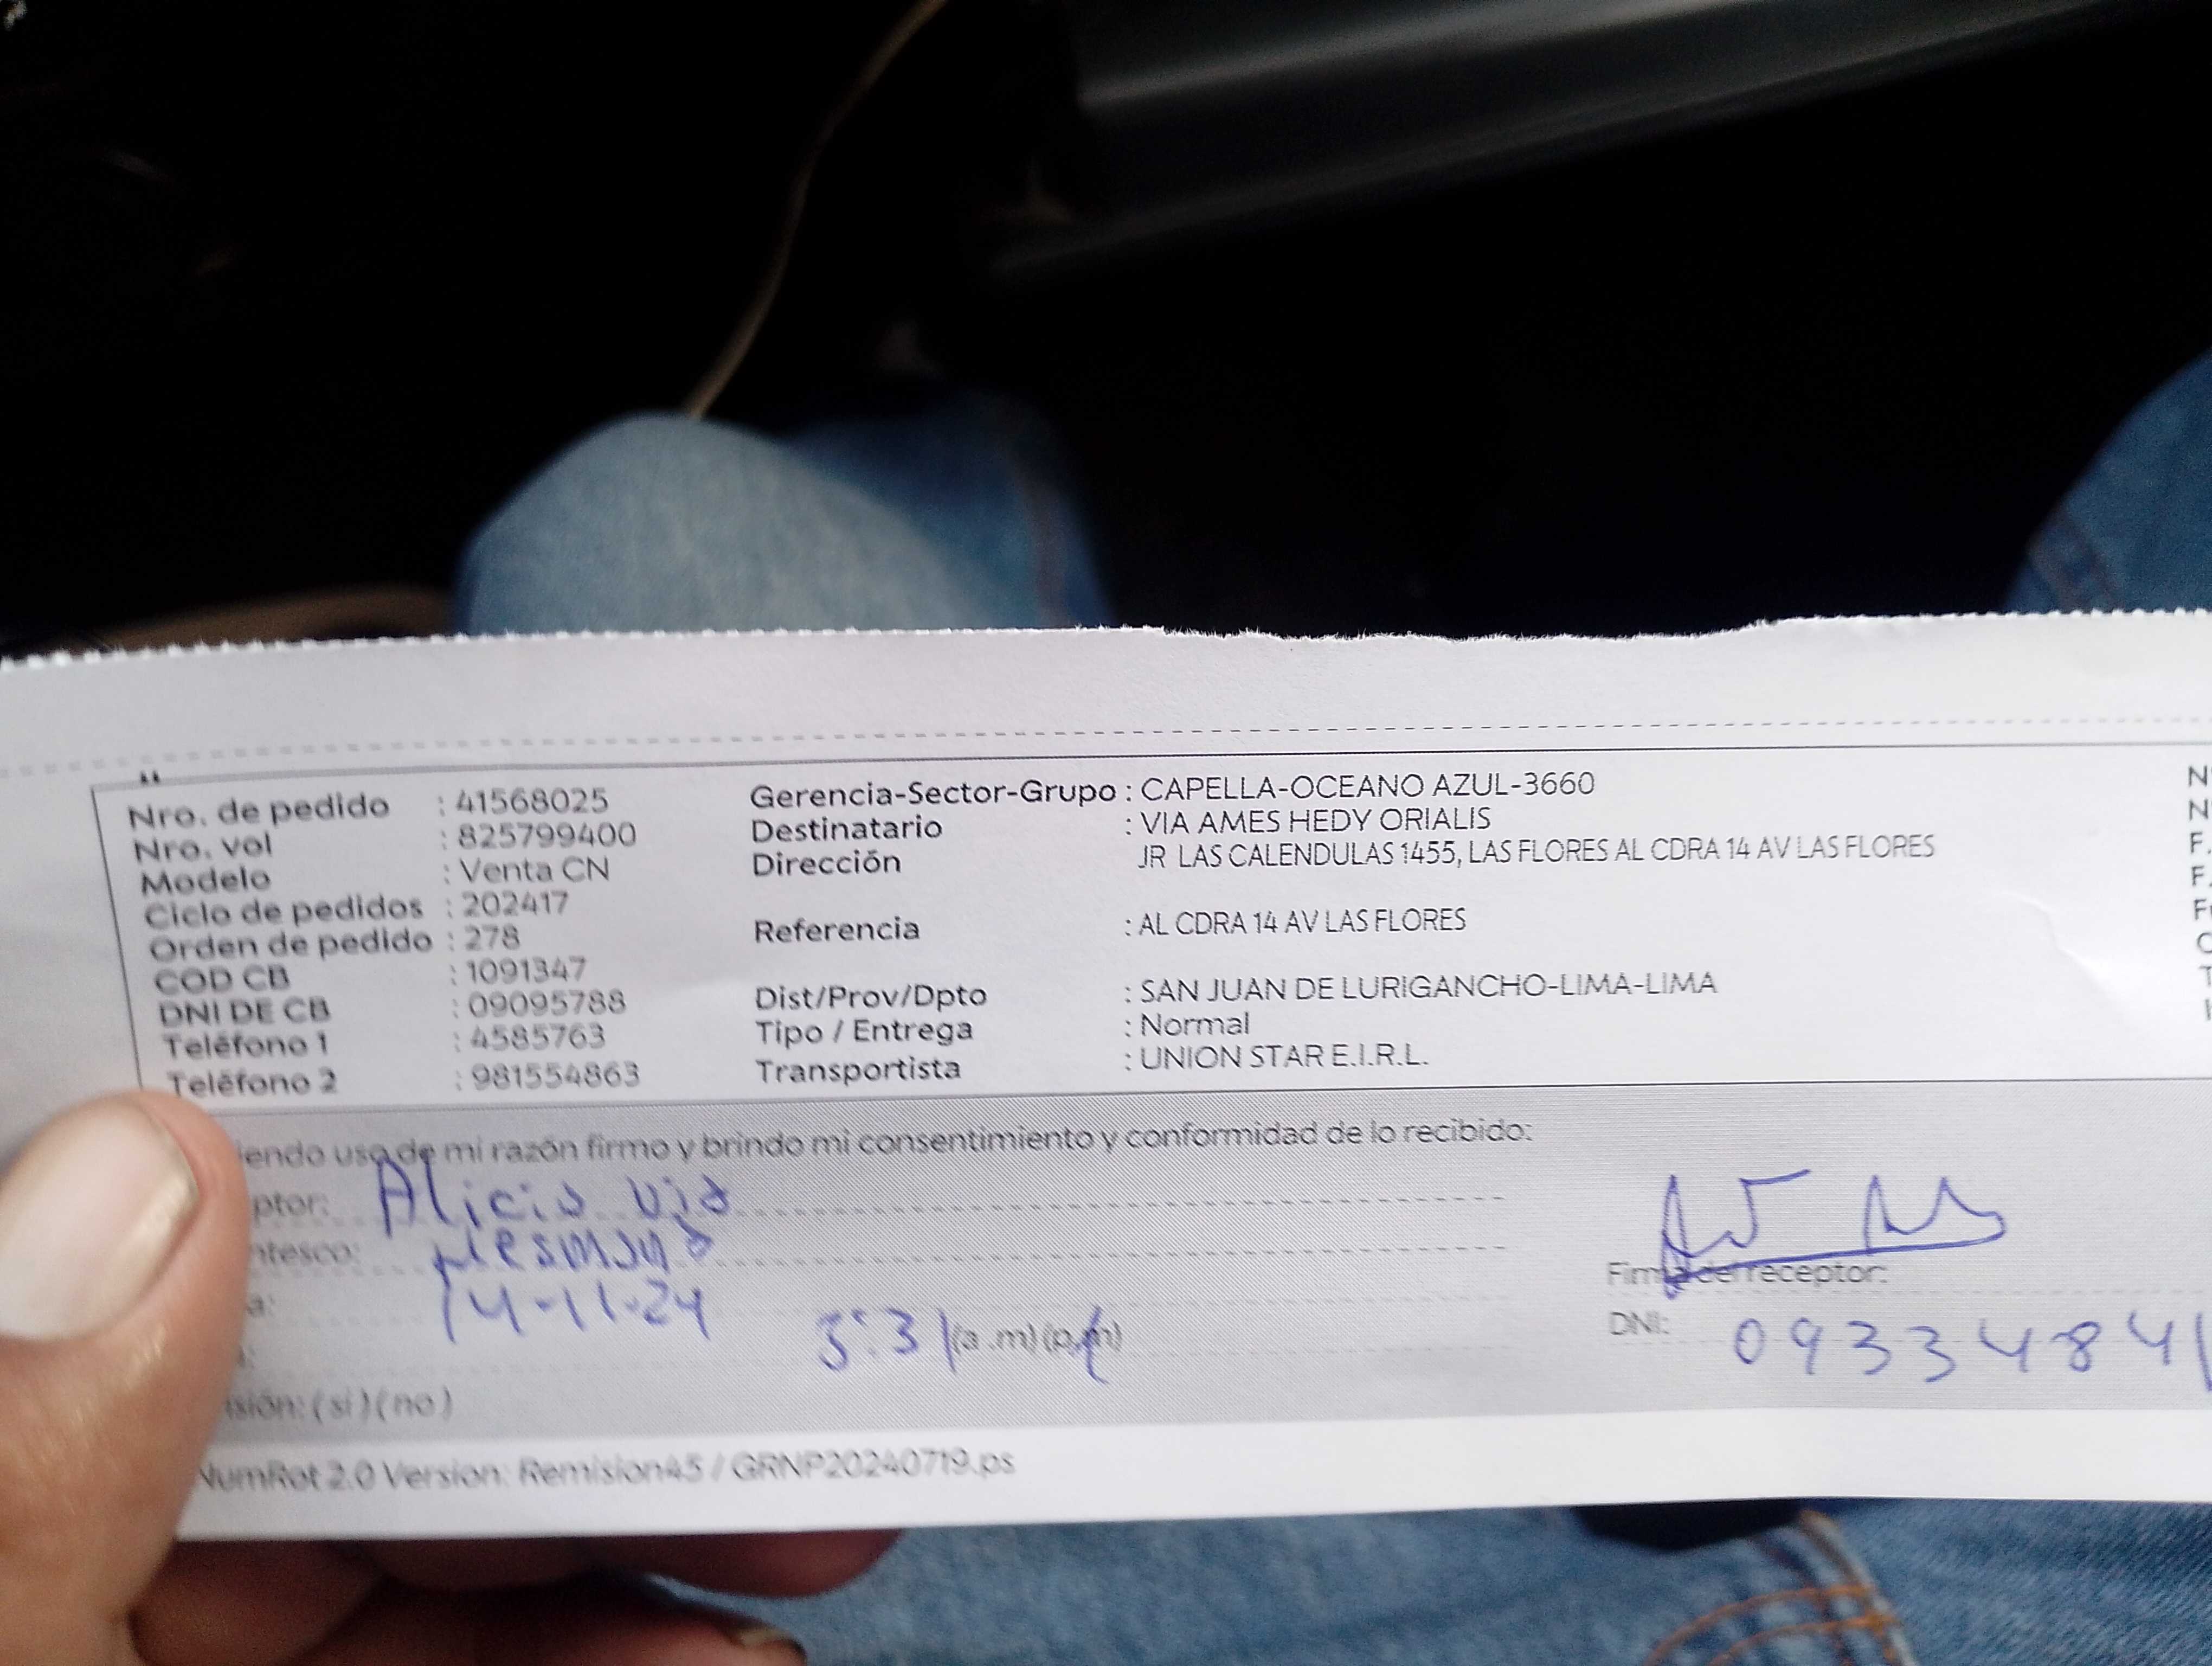 Nro. de pedido : 41568025
Nro. vol : 825799400
Modelo : Venta CN
Ciclo de pedidos : 202417
Orden de pedido : 278
COD CB : 1091347
DNI DE CB : 09095788
Teléfono 1 : 4585763
Teléfono 2 : 981554863
Gerencia-Sector-Grupo : CAPELLA-OCEANO AZUL-3660
Destinatario : VIA AMES HEDY ORIALIS
Dirección JR LAS CALENDULAS 1455, LAS FLORES AL CDRA 14 AV LAS FLORES
Referencia : AL CDRA 14 AV LAS FLORES
Dist/Prov/Dpto : SAN JUAN DE LURIGANCHO-LIMA-LIMA
Tipo / Entrega : Normal
Transportista : UNION STAR E.I.R.L.
N
N
F.
F.
iendo uso de mi razón firmo y brindo mi consentimiento y conformidad de lo recibido:
ptor: Alicia Via
ntesco: Hesmana
a: 14-11-24
3:31 (a.m) (p.m)
sión: (si) (no)
Firma del receptor:
DNI: 09334841
NumRot 2.0 Version: Remision45 / GRNP20240719.ps